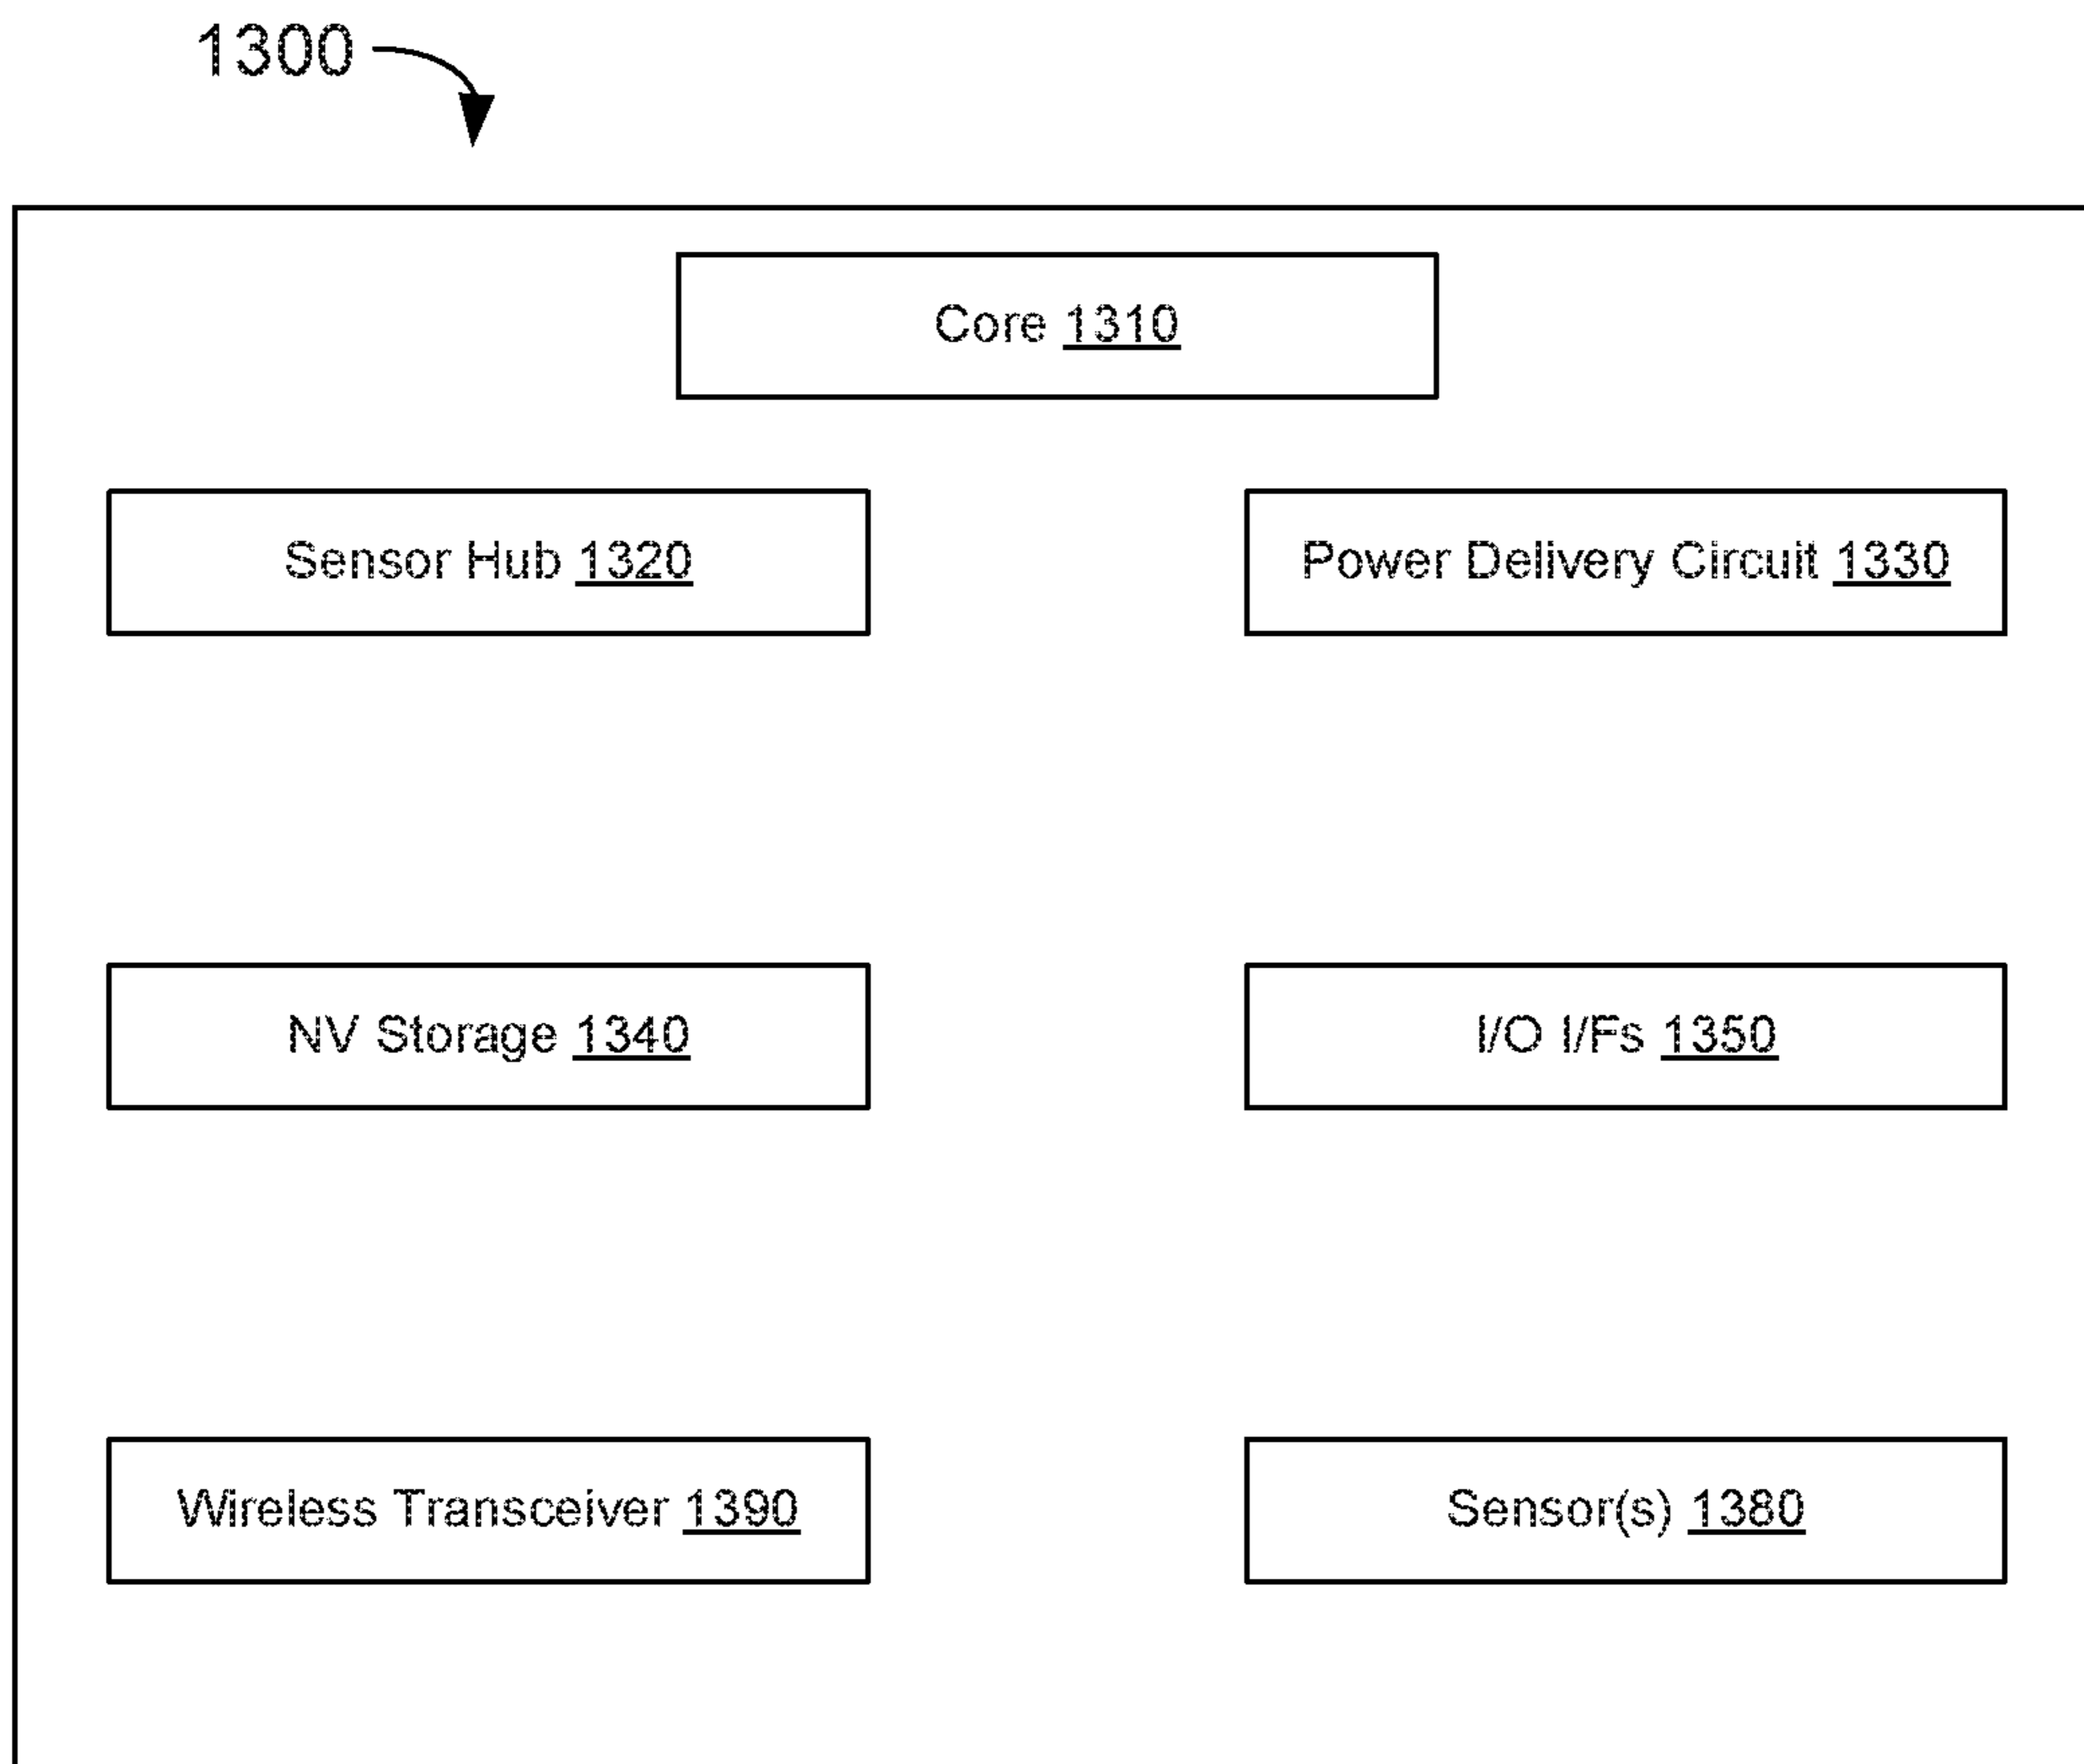 1300
Core 1310
Sensor Hub 1320
Power Delivery Circuit 1330
NV Storage 1340
I/O I/Fs 1350
Wireless Transceiver 1390
Sensor(s) 1380